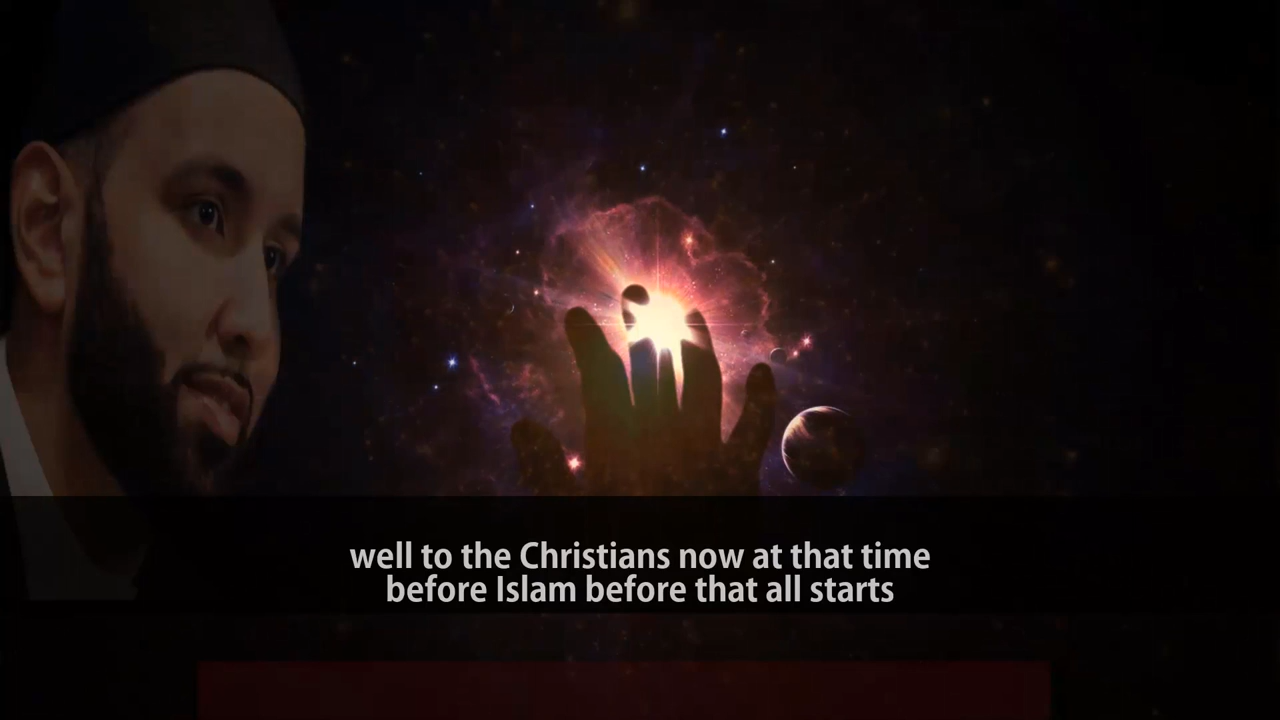 well to the Christians now at that time
before Islam before that all starts